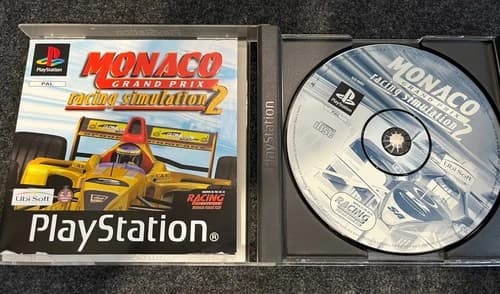 PlayStation
PAL
MONACO
GRAND PRIX
racing simulation 2
Ubi Soft
RACING
PlayStation®
PlayStation
MONACO
GRAND PRIX
racing simulation 2
PlayStation
Ubi Soft
RACING